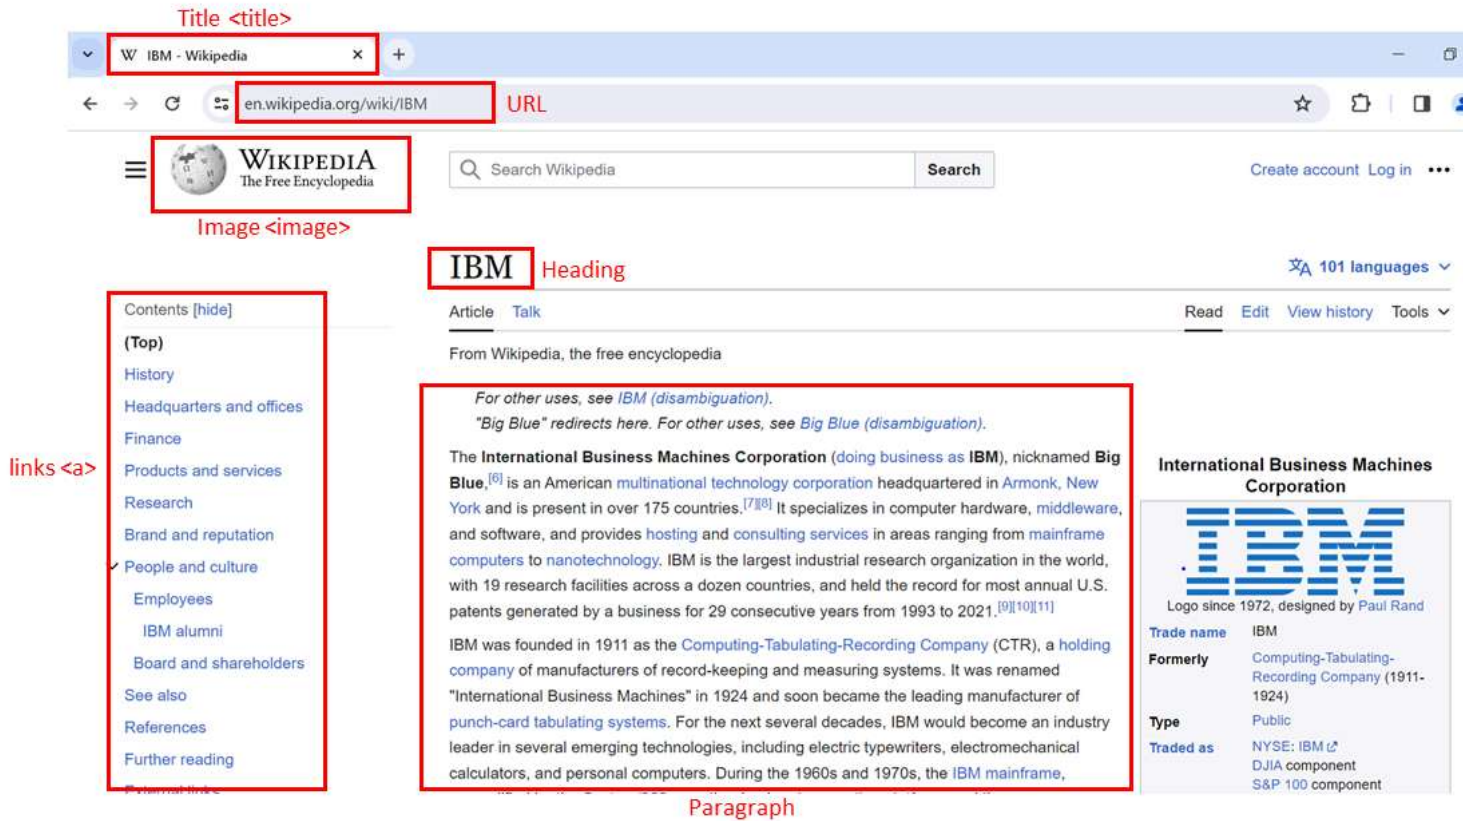 Title <title>
W IBM - Wikipedia
en.wikipedia.org/wiki/IBM URL
WIKIPEDIA
The Free Encyclopedia
Search Wikipedia Search
Create account Log in
Image <image>
IBM Heading
101 languages
Article Talk
Read Edit View history Tools
From Wikipedia, the free encyclopedia
links <a>
Contents [hide]
(Top)
History
Headquarters and offices
Finance
Products and services
Research
Brand and reputation
People and culture
Employees
IBM alumni
Board and shareholders
See also
References
Further reading
External links
For other uses, see IBM (disambiguation).
"Big Blue" redirects here. For other uses, see Big Blue (disambiguation).
The International Business Machines Corporation (doing business as IBM), nicknamed Big
Blue,[6] is an American multinational technology corporation headquartered in Armonk, New
York and is present in over 175 countries.[7][8] It specializes in computer hardware, middleware,
and software, and provides hosting and consulting services in areas ranging from mainframe
computers to nanotechnology. IBM is the largest industrial research organization in the world,
with 19 research facilities across a dozen countries, and held the record for most annual U.S.
patents generated by a business for 29 consecutive years from 1993 to 2021.[9][10][11]
IBM was founded in 1911 as the Computing-Tabulating-Recording Company (CTR), a holding
company of manufacturers of record-keeping and measuring systems. It was renamed
"International Business Machines" in 1924 and soon became the leading manufacturer of
punch-card tabulating systems. For the next several decades, IBM would become an industry
leader in several emerging technologies, including electric typewriters, electromechanical
calculators, and personal computers. During the 1960s and 1970s, the IBM mainframe,
Paragraph
International Business Machines
Corporation
IBM
Logo since 1972, designed by Paul Rand
Trade name IBM
Formerly Computing-Tabulating-
Recording Company (1911-
1924)
Type Public
Traded as NYSE: IBM
DJIA component
S&P 100 component